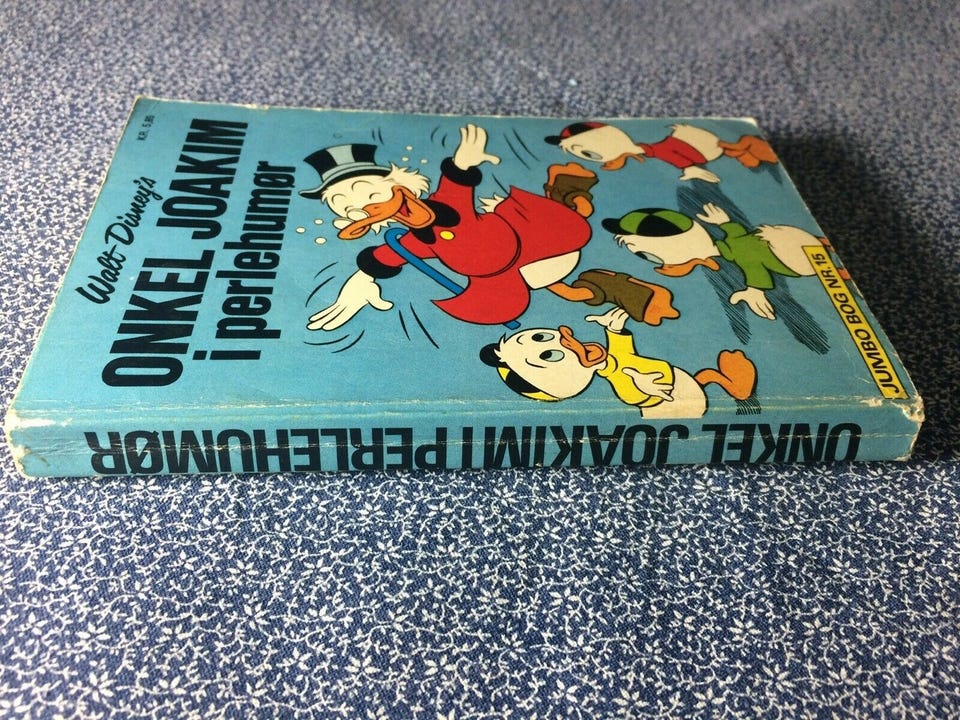 KR. 5,85
Walt Disney's
ONKEL JOAKIM
i perlehumør
JUMBO BOG NR. 15
ONKEL JOAKIM I PERLEHUMØR